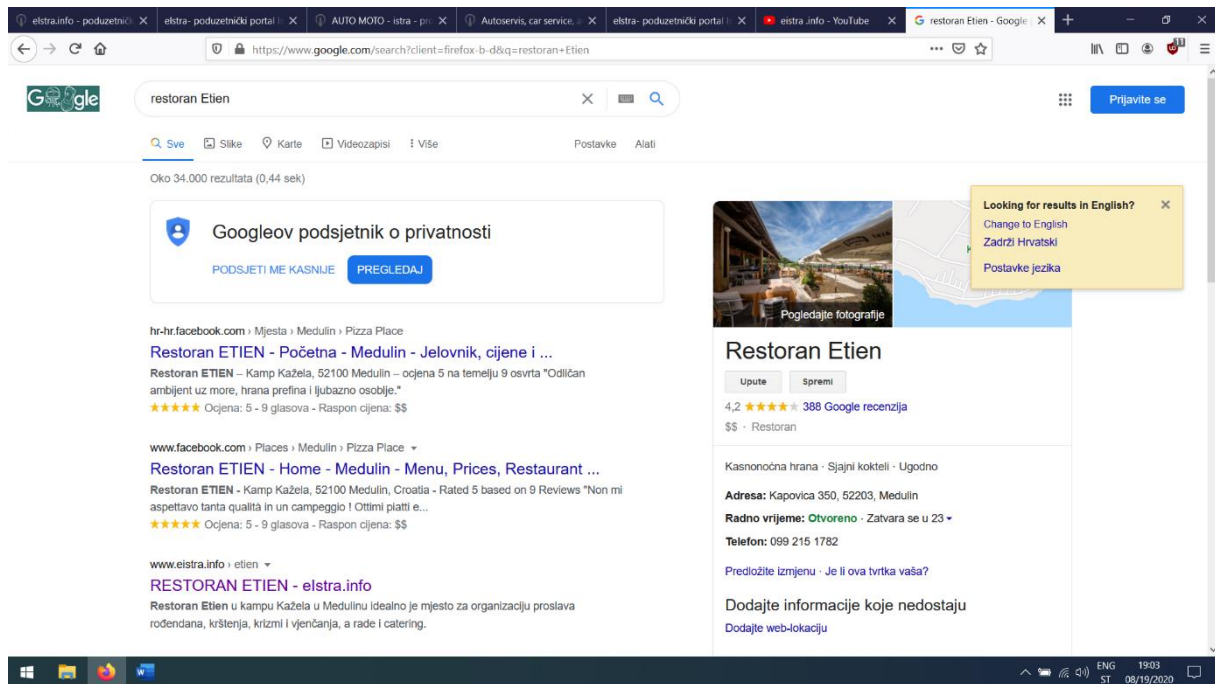 eIstra.info - poduzetničk
elstra- poduzetnički portal Is
AUTO MOTO - istra - pro
Autoservis, car service, a
elstra- poduzetnički portal Is
eistra .info - YouTube
restoran Etien - Google
https://www.google.com/search?client=firefox-b-d&q=restoran+Etien
11
G gle
restoran Etien
Prijavite se
Sve Slike Karte Videozapisi Više Postavke Alati
Oko 34.000 rezultata (0,44 sek)
Looking for results in English?
Change to English
Zadrži Hrvatski
Postavke jezika
Googleov podsjetnik o privatnosti
PODSJETI ME KASNIJE PREGLEDAJ
hr-hr.facebook.com › Mjesta › Medulin › Pizza Place
Restoran ETIEN - Početna - Medulin - Jelovnik, cijene i ...
Restoran ETIEN – Kamp Kažela, 52100 Medulin – ocjena 5 na temelju 9 osvrta "Odličan
ambijent uz more, hrana prefina i ljubazno osoblje."
Ocjena: 5 - 9 glasova - Raspon cijena: $$
www.facebook.com › Places › Medulin › Pizza Place
Restoran ETIEN - Home - Medulin - Menu, Prices, Restaurant ...
Restoran ETIEN - Kamp Kažela, 52100 Medulin, Croatia - Rated 5 based on 9 Reviews "Non mi
aspettavo tanta qualità in un campeggio ! Ottimi piatti e...
Ocjena: 5 - 9 glasova - Raspon cijena: $$
www.eistra.info › etien
RESTORAN ETIEN - eIstra.info
Restoran Etien u kampu Kažela u Medulinu idealno je mjesto za organizaciju proslava
rođendana, krštenja, krizmi i vjenčanja, a rade i catering.
Pogledajte fotografije
Restoran Etien
Upute Spremi
4,2 388 Google recenzija
$$ · Restoran
Kasnonoćna hrana · Sjajni kokteli · Ugodno
Adresa: Kapovica 350, 52203, Medulin
Radno vrijeme: Otvoreno · Zatvara se u 23
Telefon: 099 215 1782
Predložite izmjenu · Je li ova tvrtka vaša?
Dodajte informacije koje nedostaju
Dodajte web-lokaciju
ENG 19:03
ST 08/19/2020